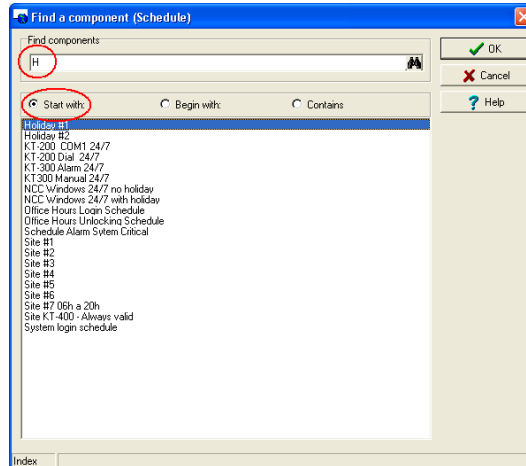 Find a component (Schedule)
Find components
H
OK
Cancel
Help
Start with: Begin with: Contains
Holiday #1
Holiday #2
KT-200 COM1 24/7
KT-200 Dial 24/7
KT-300 Alarm 24/7
KT300 Manual 24/7
NCC Windows 24/7 no holiday
NCC Windows 24/7 with holiday
Office Hours Login Schedule
Office Hours Unlocking Schedule
Schedule Alarm Sytem Critical
Site #1
Site #2
Site #3
Site #4
Site #5
Site #6
Site #7 06h a 20h
Site KT-400 - Always valid
System login schedule
Index